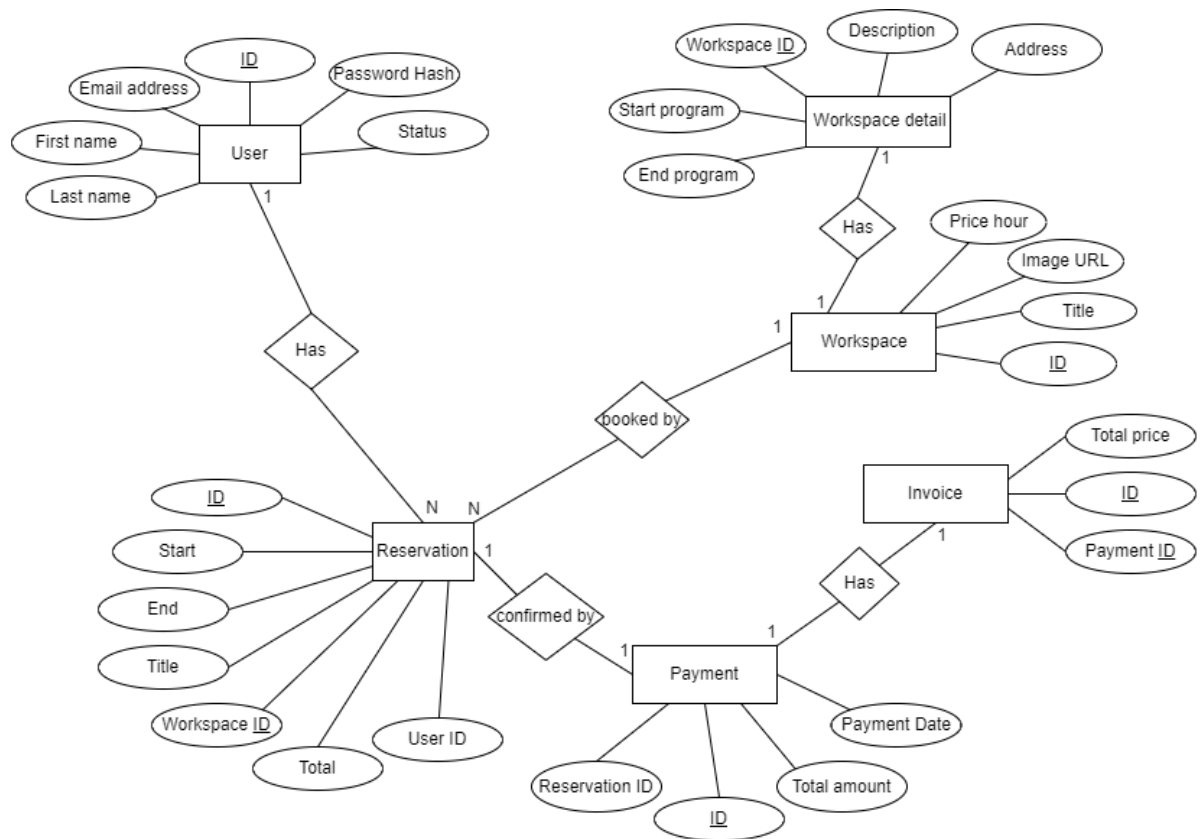 ID
Email address
Password Hash
First name
Status
Last name
User
1
Has
Workspace ID
Description
Address
Start program
Workspace detail
End program
1
Has
Price hour
Image URL
Title
ID
1
1
Workspace
booked by
N
N
ID
Start
End
Title
Workspace ID
Total
User ID
Reservation
1
confirmed by
1
Payment
Reservation ID
ID
Total amount
Payment Date
1
Has
1
Invoice
Total price
ID
Payment ID